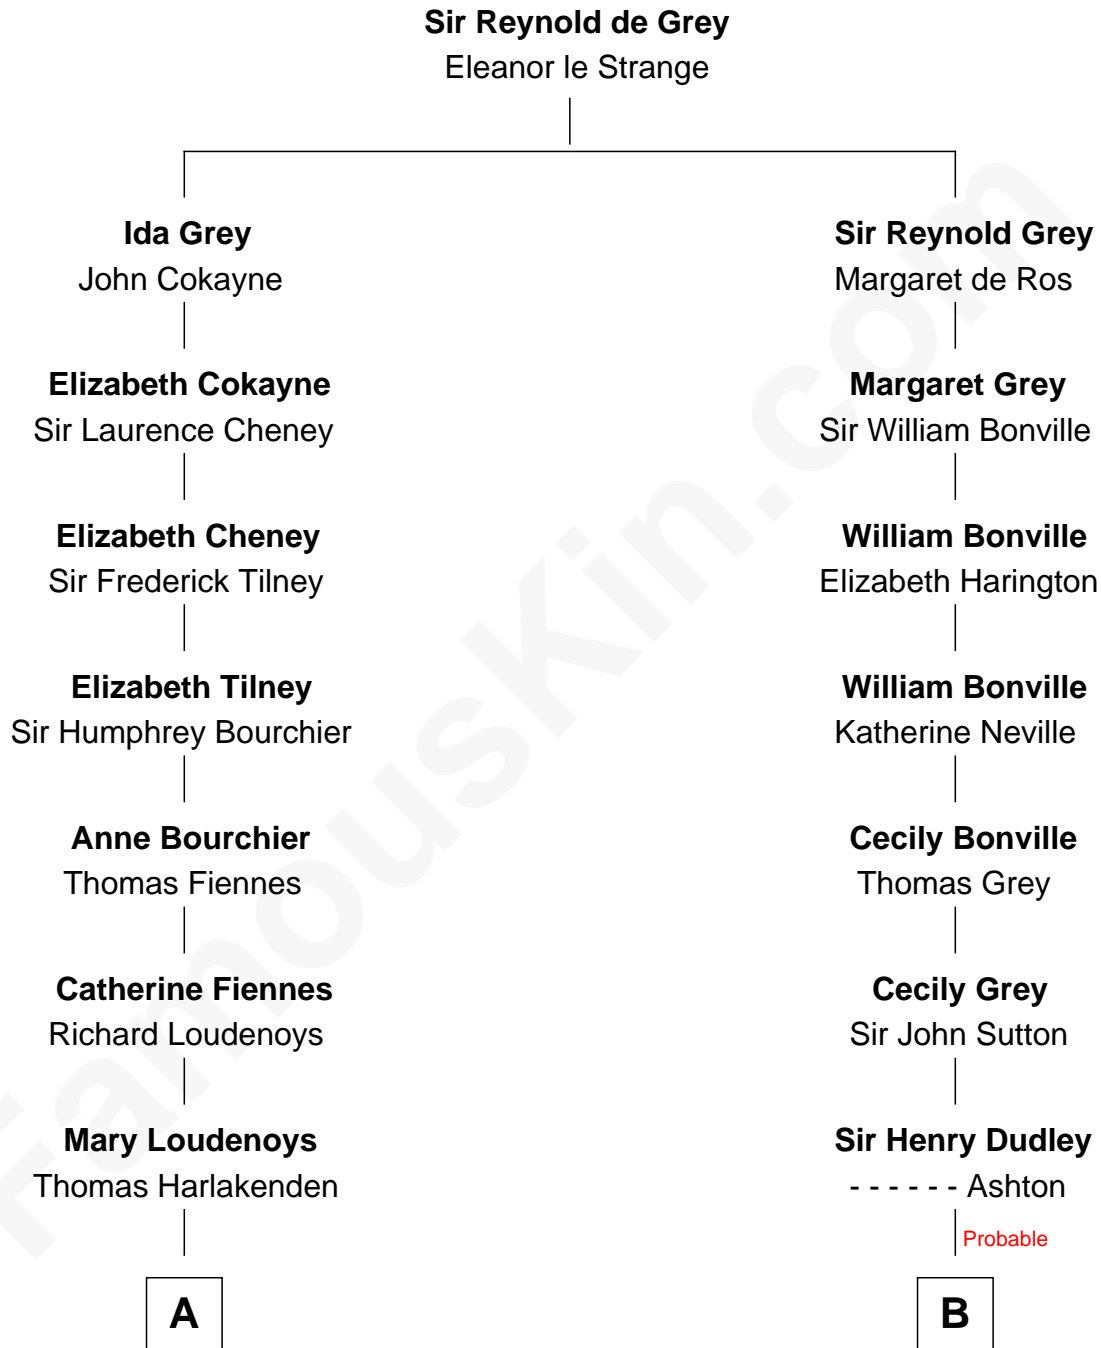 Sir Reynold de Grey
Eleanor le Strange
Ida Grey
John Cokayne
Sir Reynold Grey
Margaret de Ros
Elizabeth Cokayne
Sir Laurence Cheney
Margaret Grey
Sir William Bonville
Elizabeth Cheney
Sir Frederick Tilney
William Bonville
Elizabeth Harington
Elizabeth Tilney
Sir Humphrey Bourchier
William Bonville
Katherine Neville
Anne Bourchier
Thomas Fiennes
Cecily Bonville
Thomas Grey
Catherine Fiennes
Richard Loudenoys
Cecily Grey
Sir John Sutton
Mary Loudenoys
Thomas Harlakenden
Sir Henry Dudley
- - - - - - Ashton
Probable
A
B
FamousKin.com